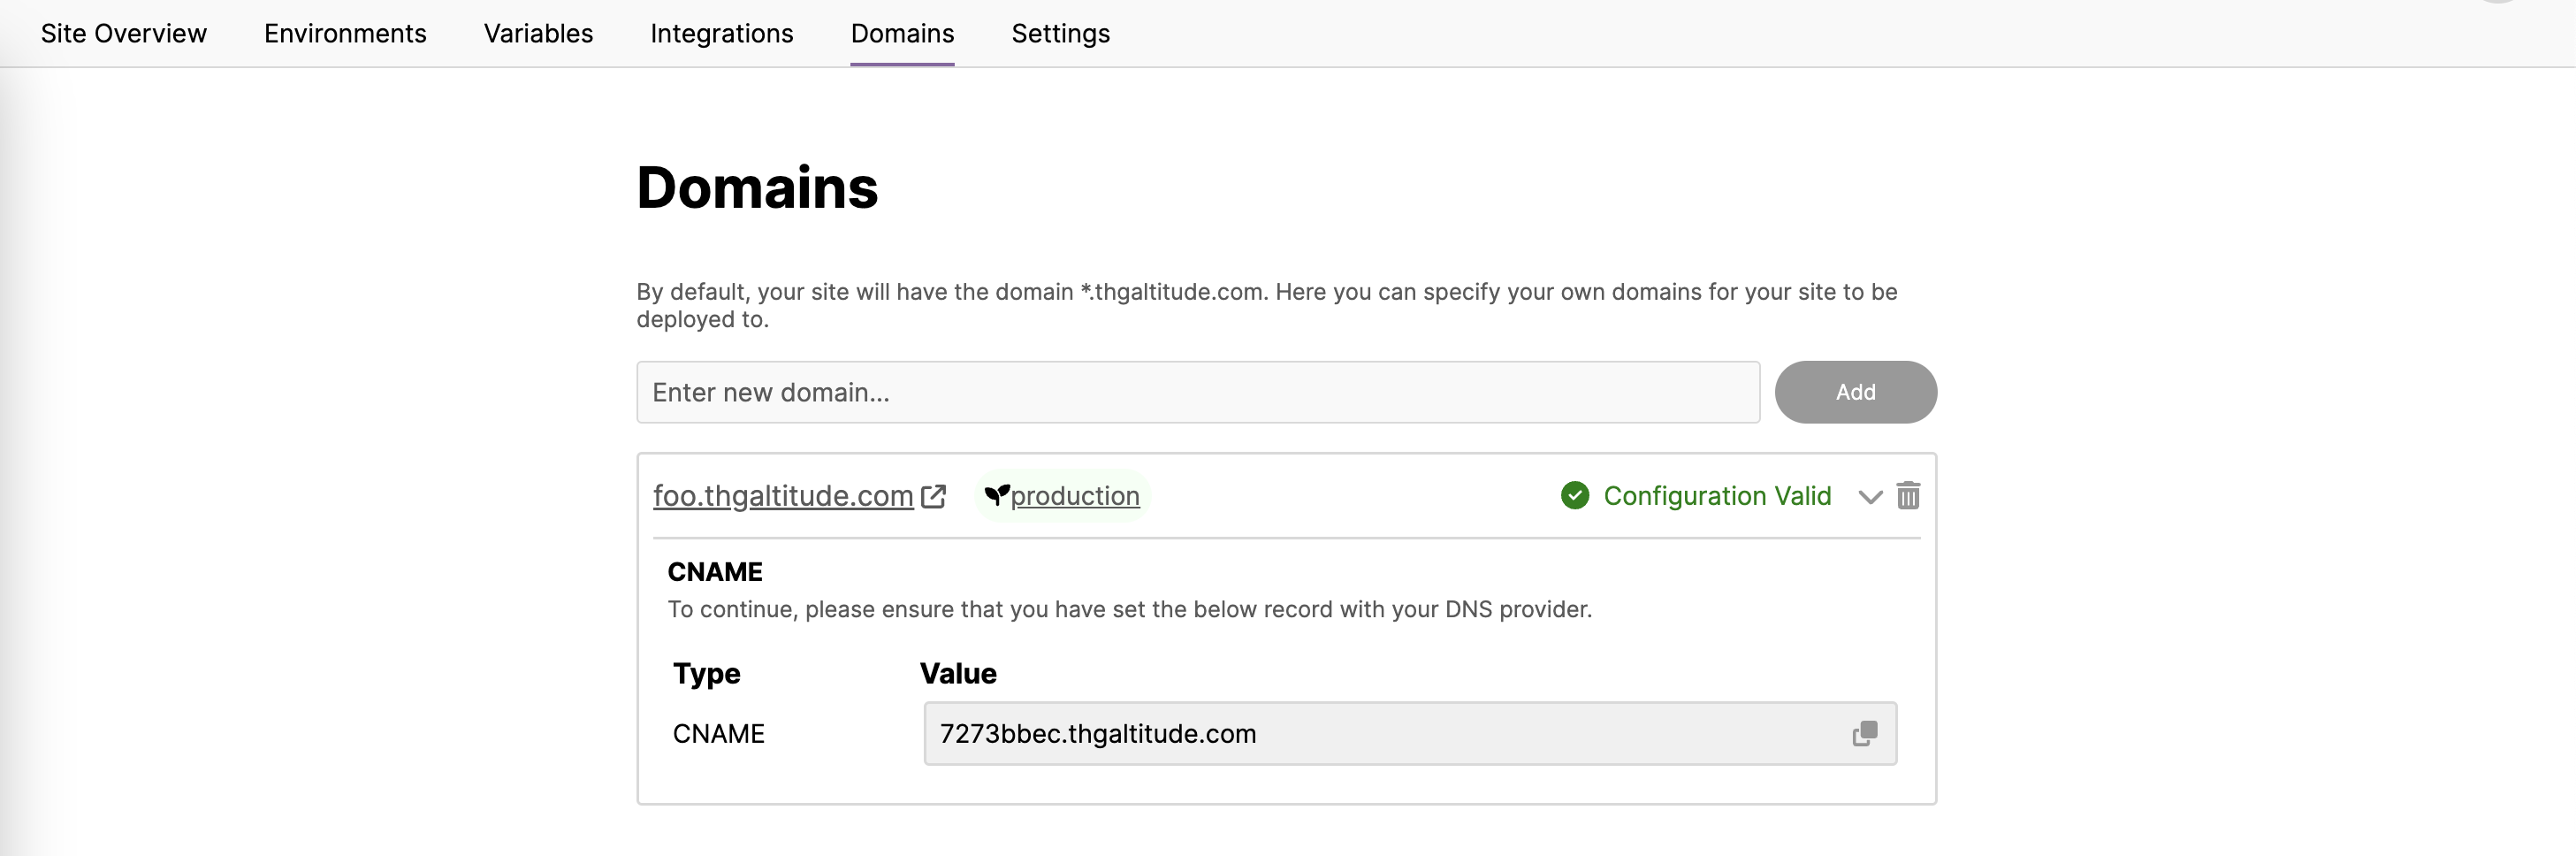 Site Overview Environments Variables Integrations Domains Settings
Domains
By default, your site will have the domain *.thgaltitude.com. Here you can specify your own domains for your site to be
deployed to.
Enter new domain... Add
foo.thgaltitude.com production Configuration Valid
CNAME
To continue, please ensure that you have set the below record with your DNS provider.
Type Value
CNAME 7273bbec.thgaltitude.com